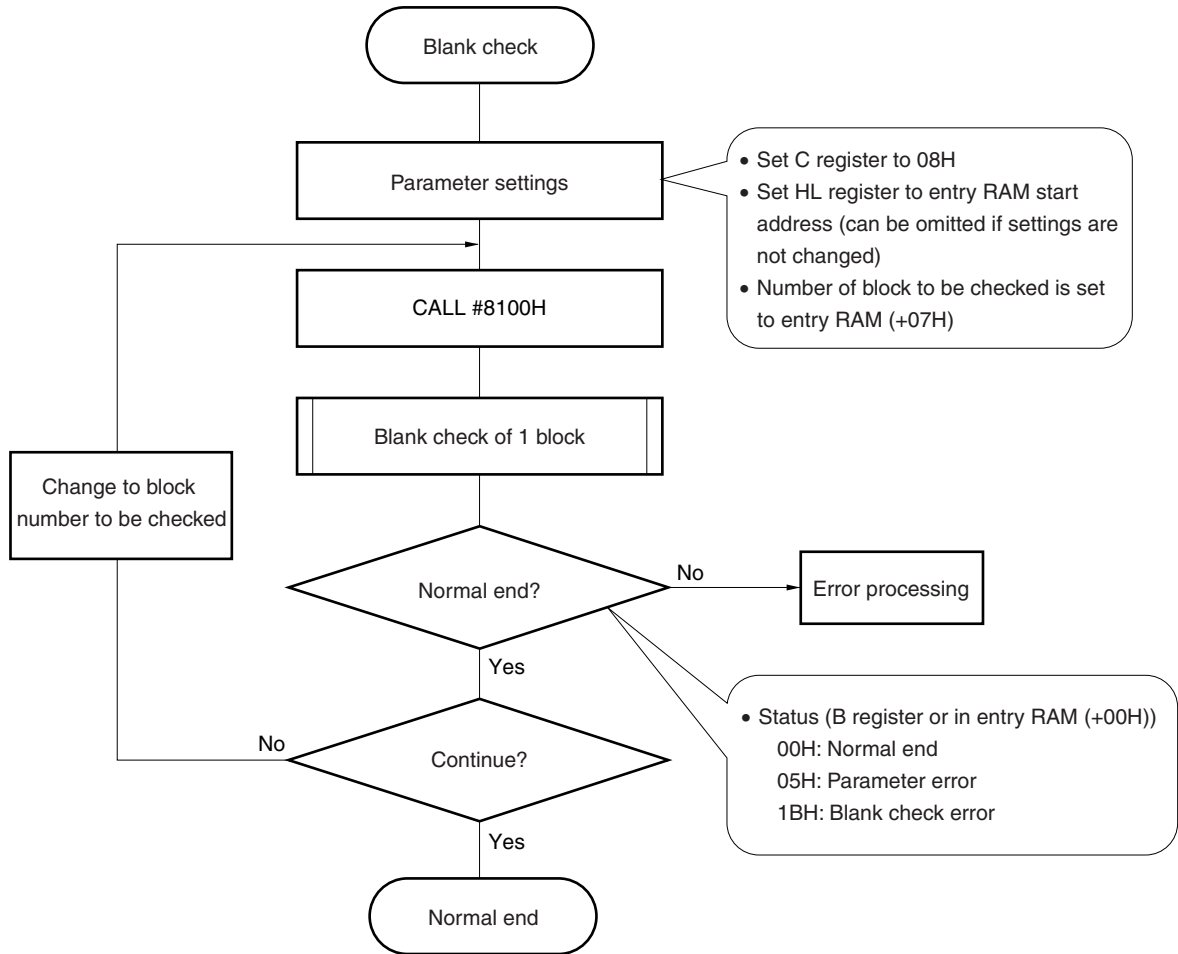 Blank check
Parameter settings
• Set C register to 08H
• Set HL register to entry RAM start
address (can be omitted if settings are
not changed)
• Number of block to be checked is set
to entry RAM (+07H)
CALL #8100H
Blank check of 1 block
Change to block
number to be checked
Normal end?
No
Error processing
Yes
• Status (B register or in entry RAM (+00H))
00H: Normal end
05H: Parameter error
1BH: Blank check error
No
Continue?
Yes
Normal end